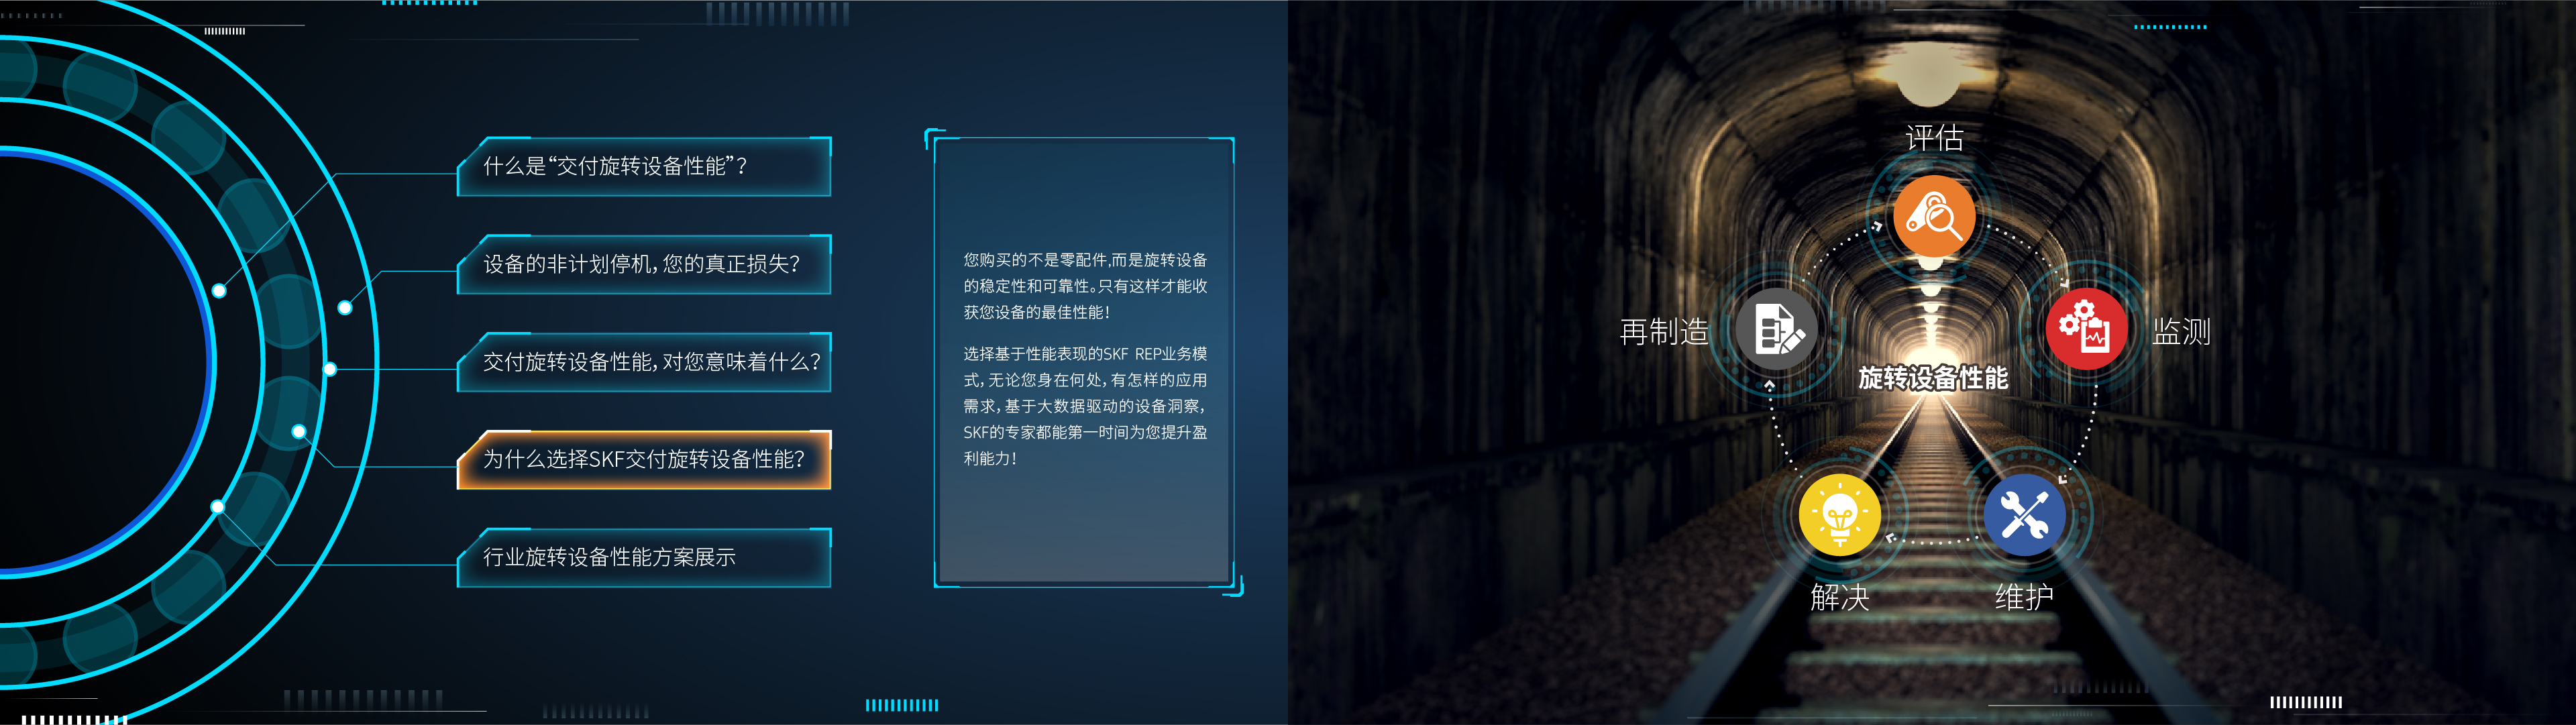 什么是“交付旋转设备性能”？
设备的非计划停机，您的真正损失？
交付旋转设备性能，对您意味着什么？
为什么选择SKF交付旋转设备性能？
行业旋转设备性能方案展示
您购买的不是零配件,而是旋转设备
的稳定性和可靠性。只有这样才能收
获您设备的最佳性能！
选择基于性能表现的SKF REP业务模
式，无论您身在何处，有怎样的应用
需求，基于大数据驱动的设备洞察，
SKF的专家都能第一时间为您提升盈
利能力！
评估
再制造
监测
旋转设备性能
解决
维护